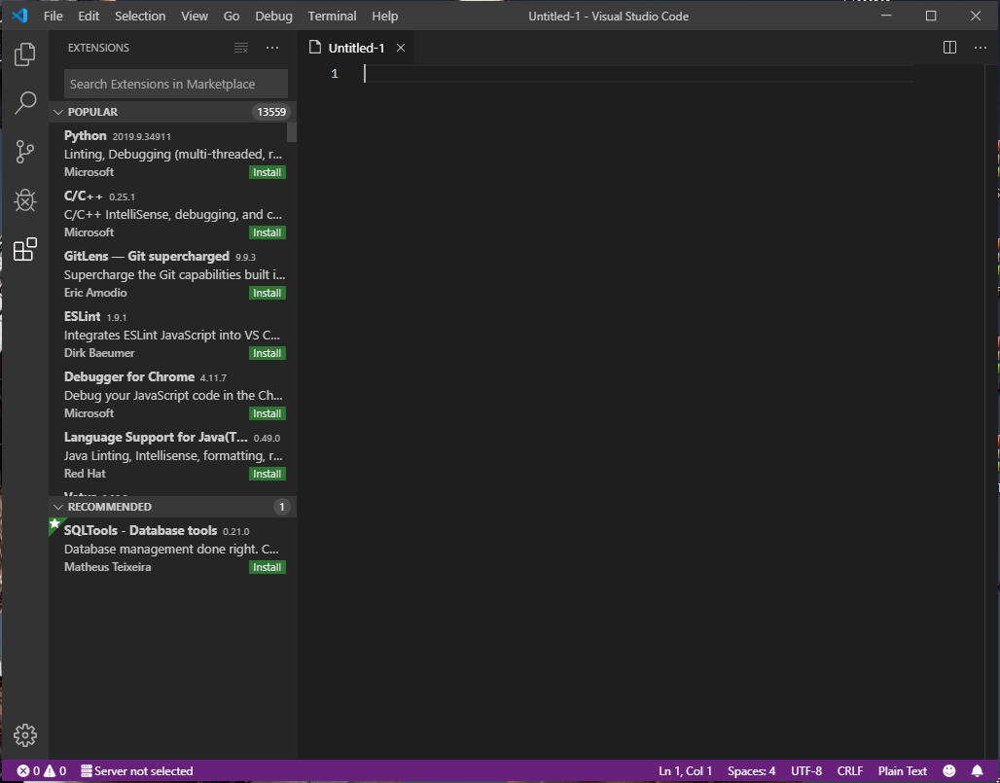 File Edit Selection View Go Debug Terminal Help Untitled-1 - Visual Studio Code
EXTENSIONS
Untitled-1
Search Extensions in Marketplace
1
POPULAR 13559
Python 2019.9.34911
Linting, Debugging (multi-threaded, r...
Microsoft Install
C/C++ 0.25.1
C/C++ IntelliSense, debugging, and c...
Microsoft Install
GitLens — Git supercharged 9.9.3
Supercharge the Git capabilities built i...
Eric Amodio Install
ESLint 1.9.1
Integrates ESLint JavaScript into VS C...
Dirk Baeumer Install
Debugger for Chrome 4.11.7
Debug your JavaScript code in the Ch...
Microsoft Install
Language Support for Java(T... 0.49.0
Java Linting, Intellisense, formatting, r...
Red Hat Install
RECOMMENDED 1
SQLTools - Database tools 0.21.0
Database management done right. C...
Matheus Teixeira Install
0 0 Server not selected Ln 1, Col 1 Spaces: 4 UTF-8 CRLF Plain Text